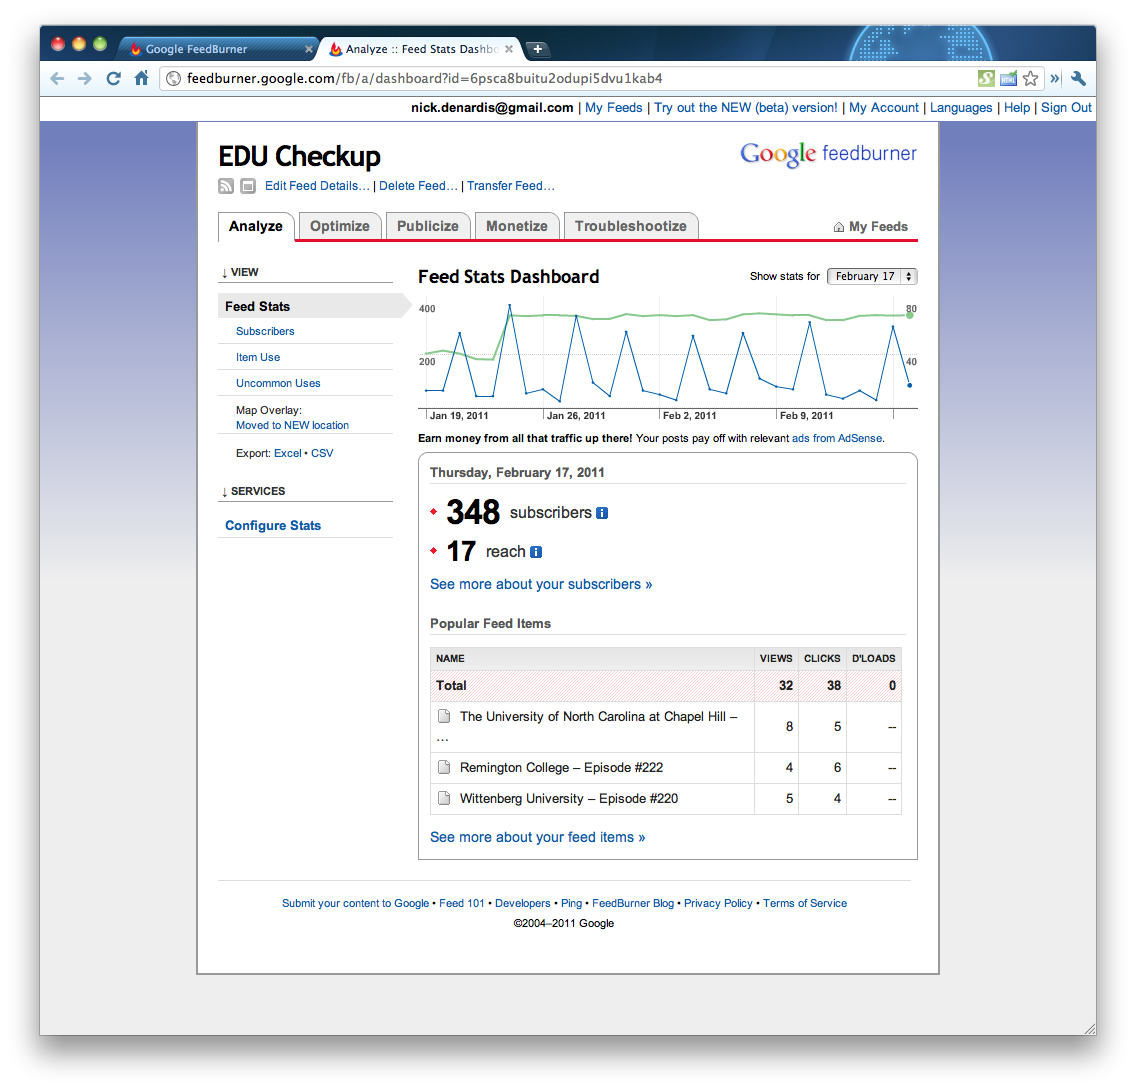 Google FeedBurner
Analyze :: Feed Stats Dashbo
feedburner.google.com/fb/a/dashboard?id=6psca8buitu2odupi5dvu1kab4
nick.denardis@gmail.com | My Feeds | Try out the NEW (beta) version! | My Account | Languages | Help | Sign Out
EDU Checkup
Google feedburner
Edit Feed Details... | Delete Feed... | Transfer Feed...
Analyze
Optimize
Publicize
Monetize
Troubleshootize
My Feeds
↓ VIEW
Feed Stats
Subscribers
Item Use
Uncommon Uses
Map Overlay:
Moved to NEW location
Export: Excel • CSV
↓ SERVICES
Configure Stats
Feed Stats Dashboard
Show stats for February 17
400 80
200 40
Jan 19, 2011 Jan 26, 2011 Feb 2, 2011 Feb 9, 2011
Earn money from all that traffic up there! Your posts pay off with relevant ads from AdSense.
Thursday, February 17, 2011
348 subscribers i
17 reach i
See more about your subscribers »
Popular Feed Items
NAME VIEWS CLICKS D'LOADS
Total 32 38 0
The University of North Carolina at Chapel Hill –
... 8 5 --
Remington College – Episode #222 4 6 --
Wittenberg University – Episode #220 5 4 --
See more about your feed items »
Submit your content to Google • Feed 101 • Developers • Ping • FeedBurner Blog • Privacy Policy • Terms of Service
©2004–2011 Google